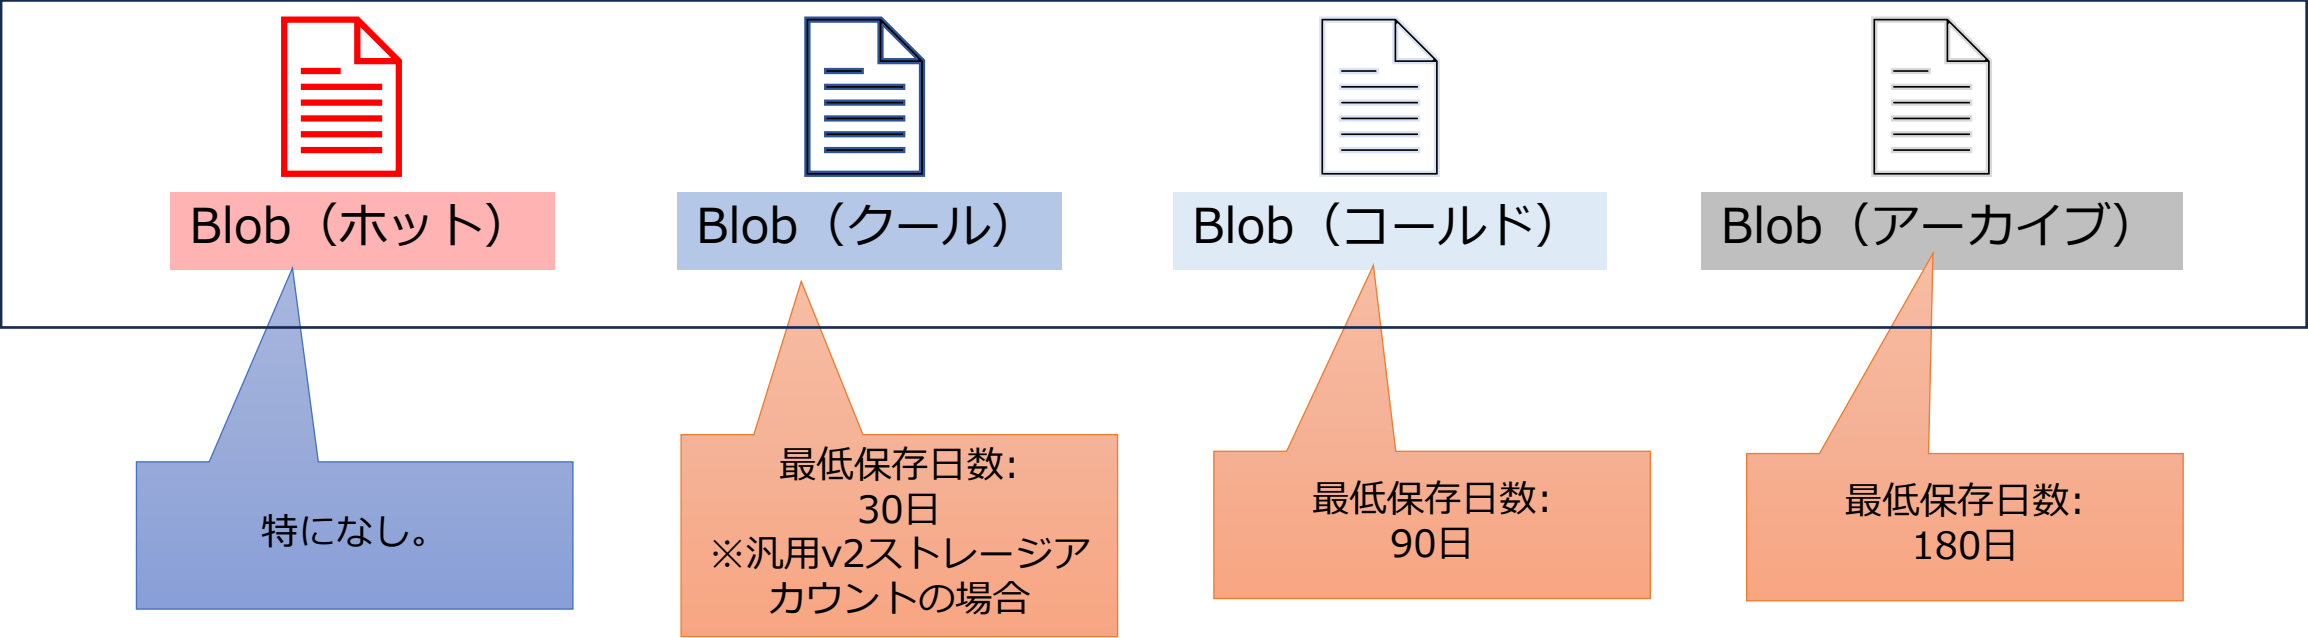 Blob（ホット）
Blob（クール）
Blob（コールド）
Blob（アーカイブ）
特になし。
最低保存日数:
30日
※汎用v2ストレージア
カウントの場合
最低保存日数:
90日
最低保存日数:
180日